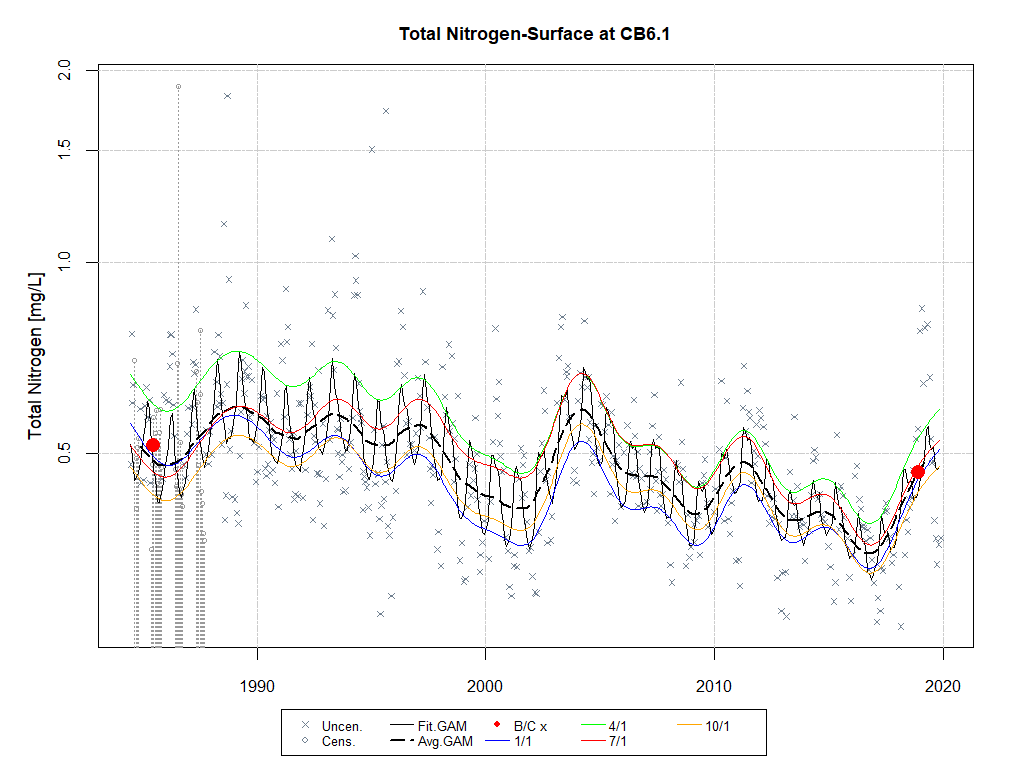 Total Nitrogen-Surface at CB6.1
Total Nitrogen [mg/L]
2.0
1.5
1.0
0.5
1990 2000 2010 2020
Uncen. Fit.GAM B/C x 4/1 10/1
Cens. Avg.GAM 1/1 7/1